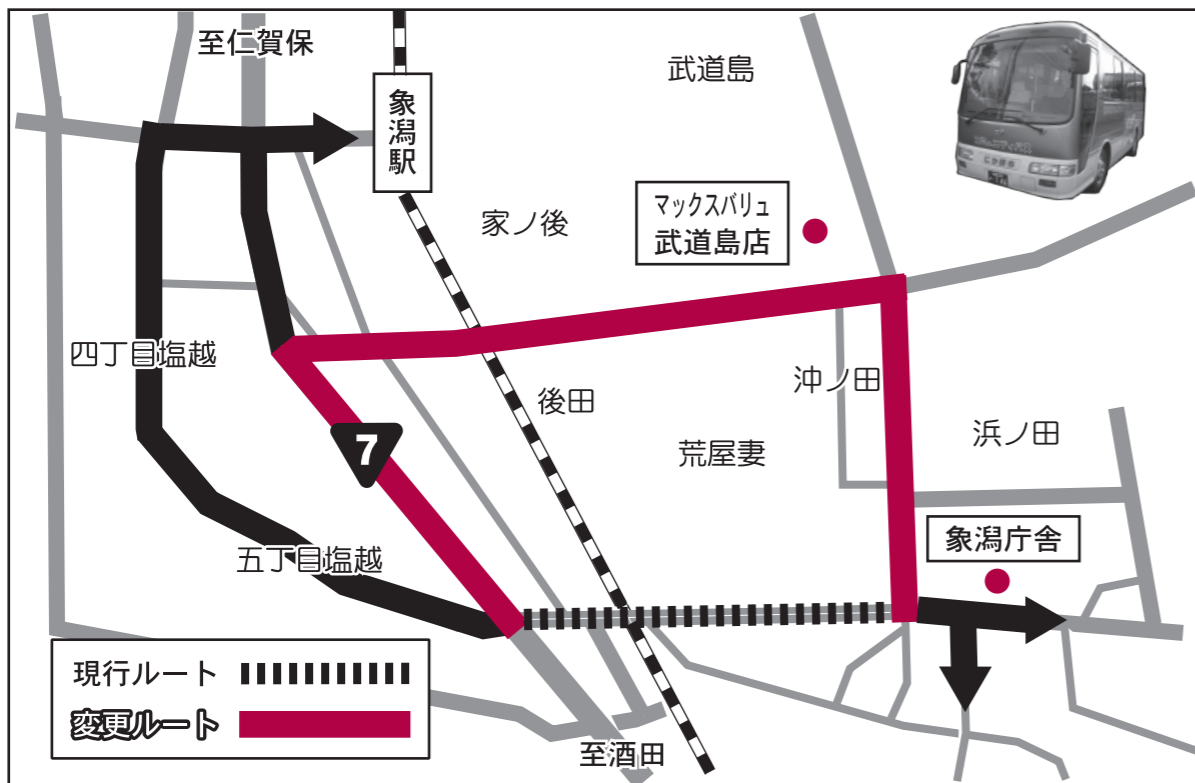 至仁賀保
武道島
象潟駅
マックスバリュ
武道島店
家ノ後
四丁目塩越
後田
沖ノ田
浜ノ田
7
荒屋妻
象潟庁舎
五丁目塩越
現行ルート
変更ルート
至酒田